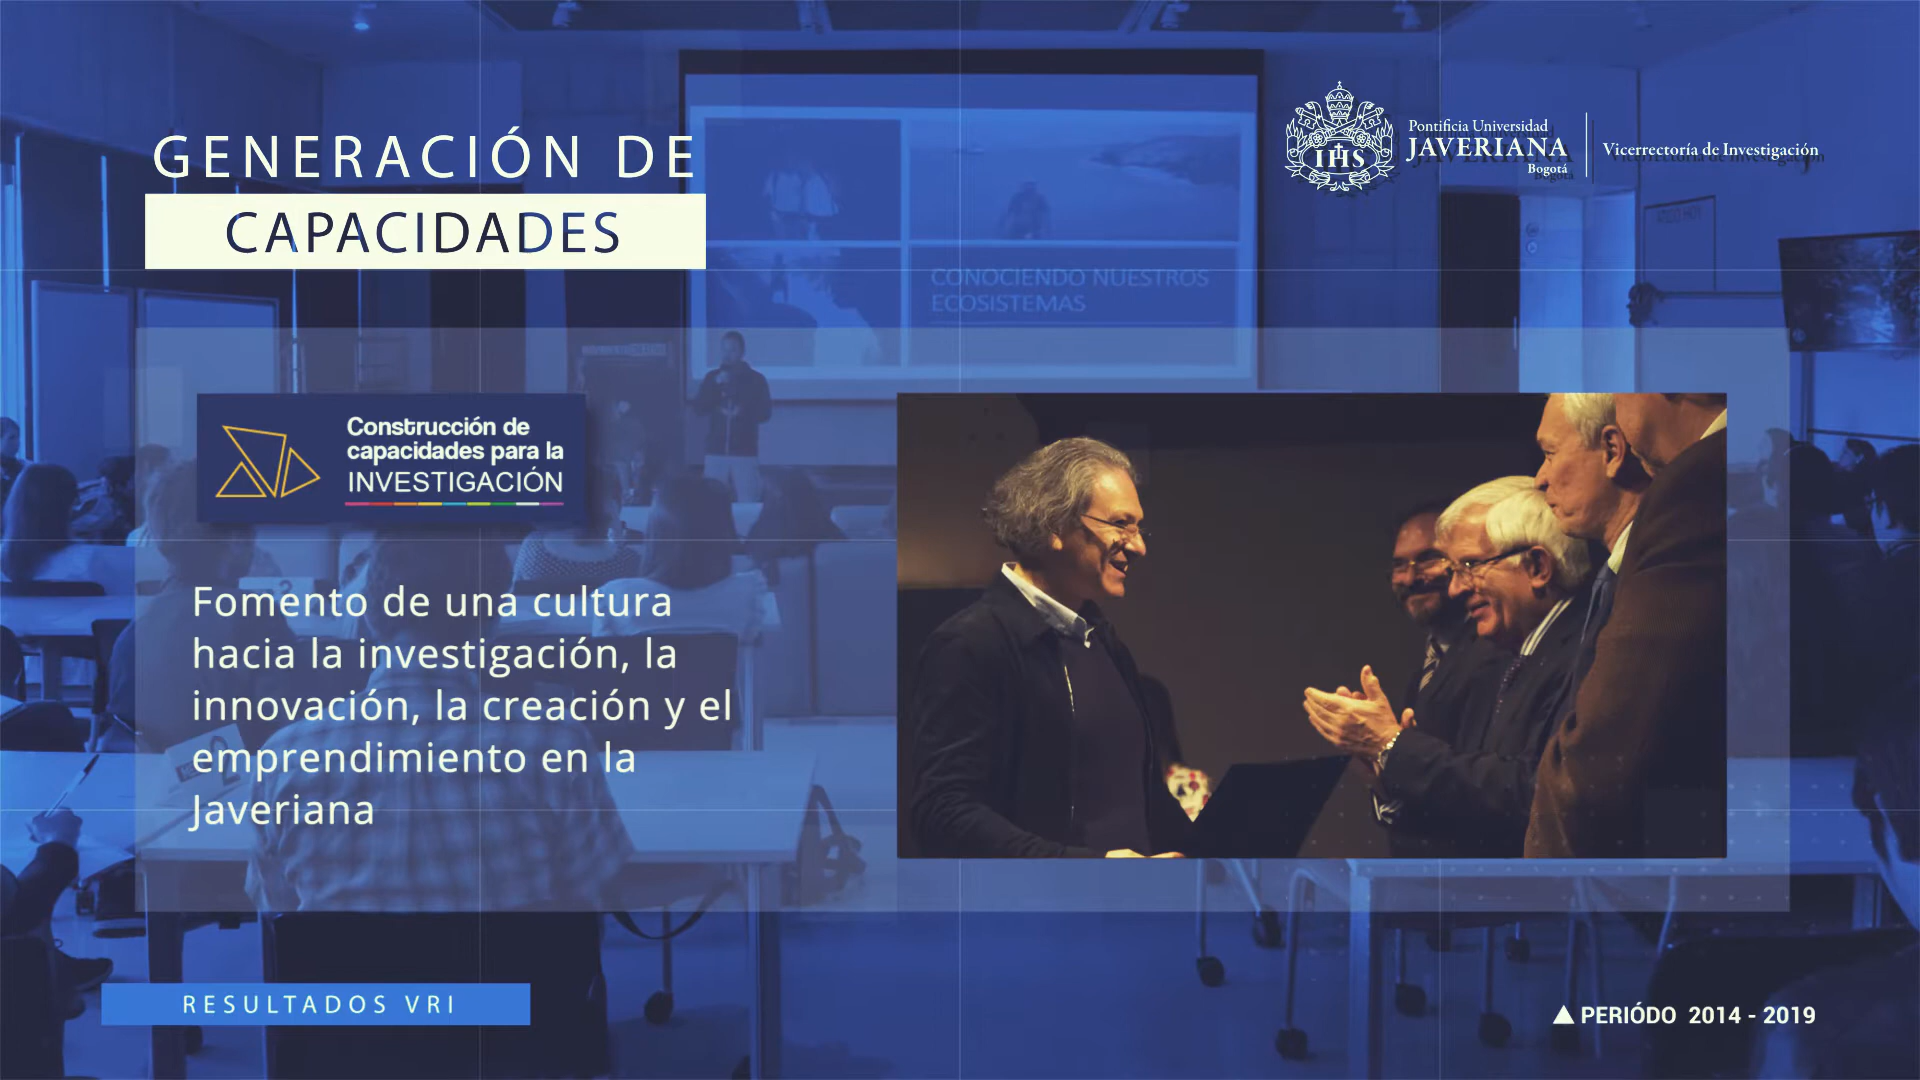 GENERACIÓN DE
CAPACIDADES
Pontificia Universidad
JAVERIANA
Bogotá
Vicerrectoría de Investigación
IHS
CONOCIENDO NUESTROS
ECOSISTEMAS
Construcción de
capacidades para la
INVESTIGACIÓN
Fomento de una cultura
hacia la investigación, la
innovación, la creación y el
emprendimiento en la
Javeriana
RESULTADOS VRI
PERIÓDO 2014 - 2019